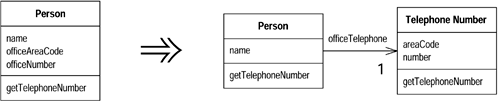 Person
name
officeAreaCode
officeNumber
getTelephoneNumber
Person
name
getTelephoneNumber
officeTelephone
1
Telephone Number
areaCode
number
getTelephoneNumber